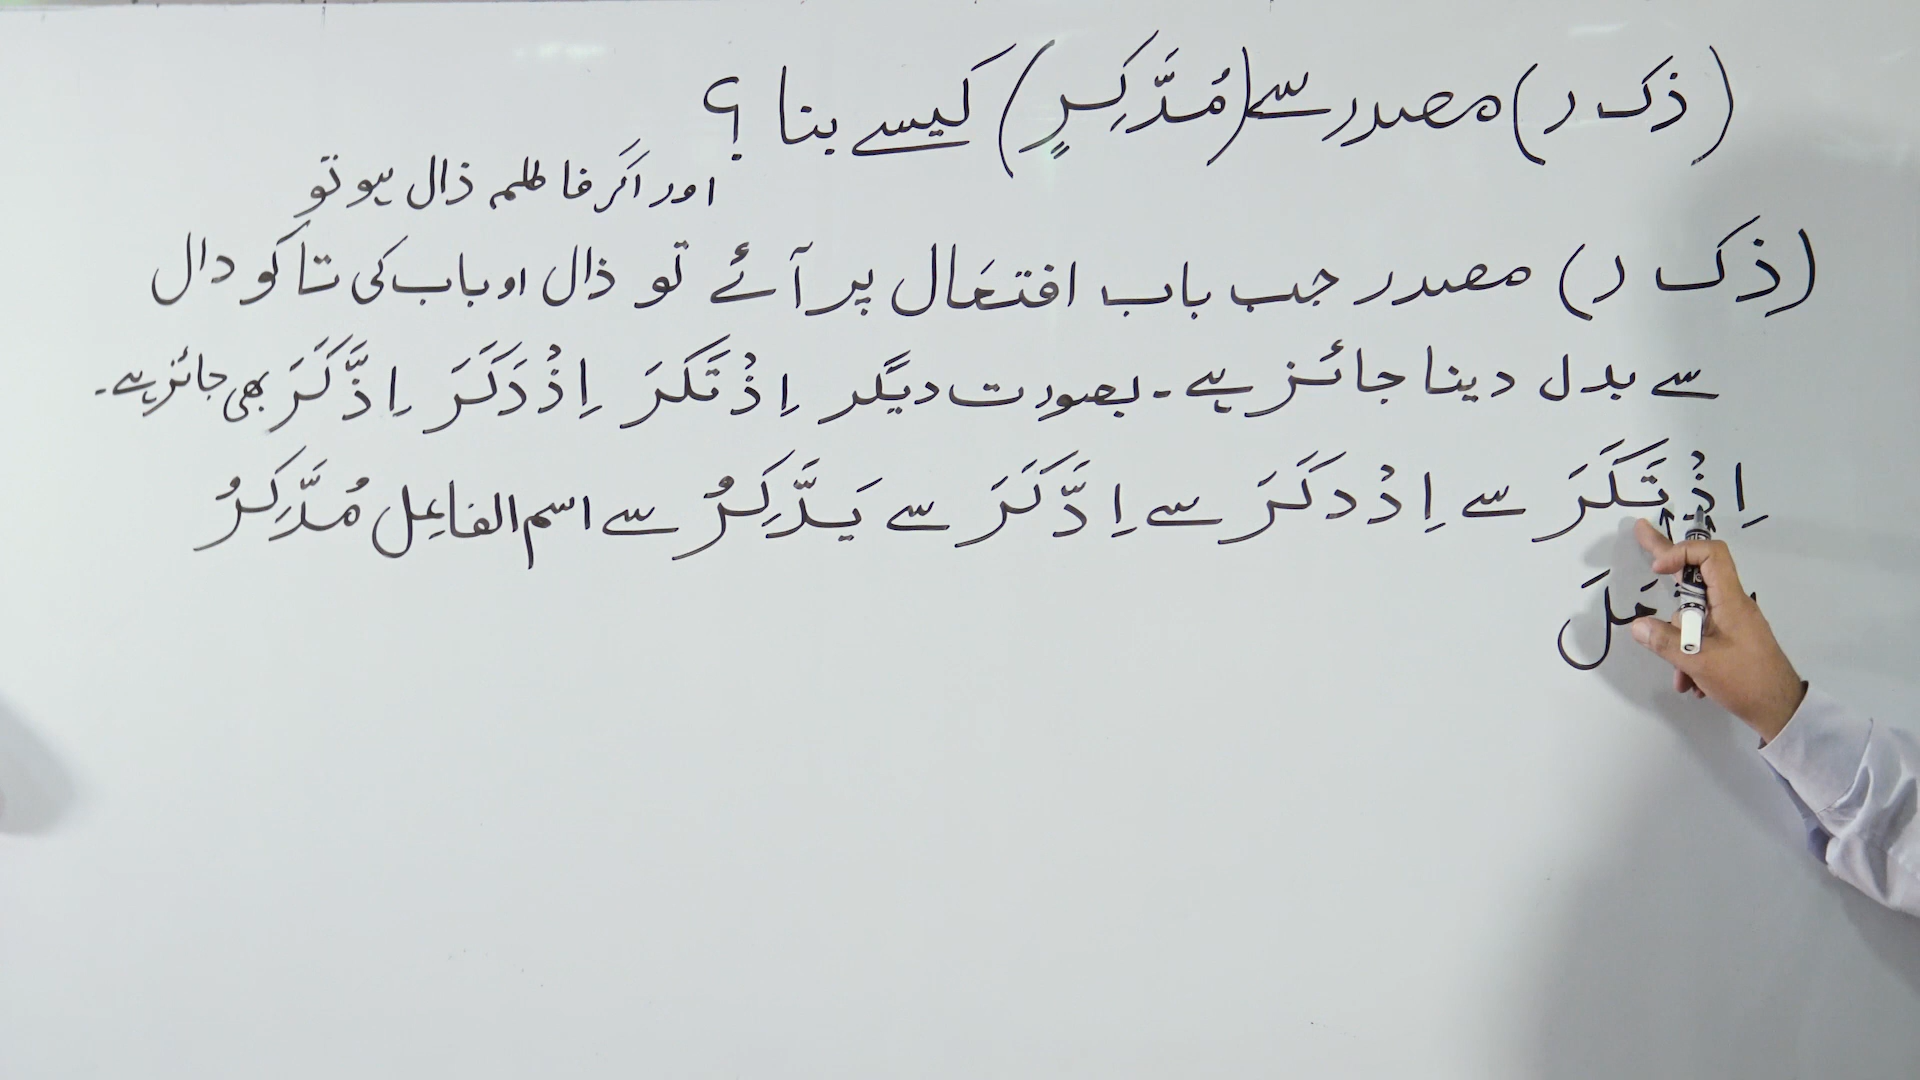 (ذ ک ر) مصدر سے (مُدَّکِرٍ) کیسے بنا ؟
اور اگر فا کلمہ ذال ہو تو
(ذ ک ر) مصدر جب باب افتعال پر آئے تو ذال او باب کی تا کو دال
سے بدل دینا جائز ہے۔ بصورت دیگر اِذْتَکَرَ اِذْدَکَرَ اِذَّکَرَ بھی جائز ہے۔
اِذْتَکَرَ سے اِذْدَکَرَ سے اِدَّکَرَ سے یَدَّکِرُ سے اسم الفاعِل مُدَّکِرُ